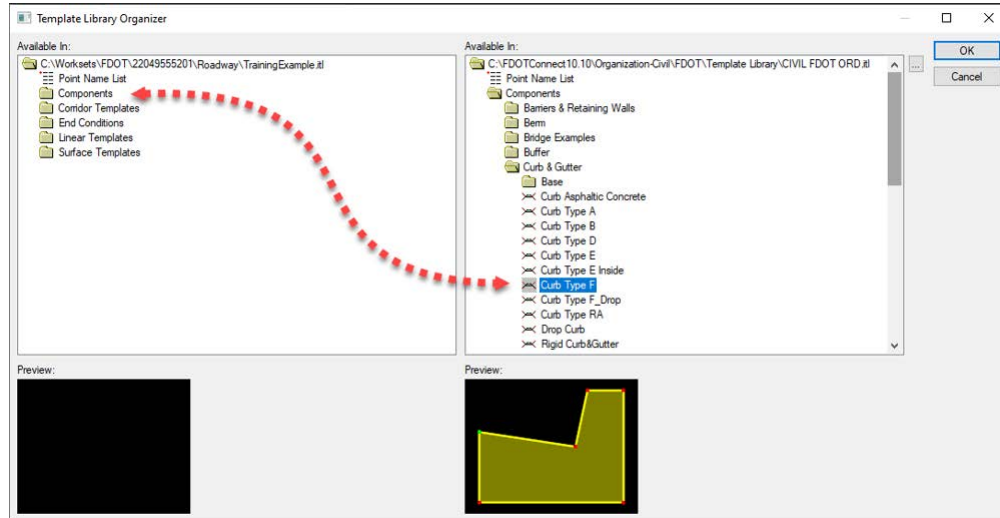 Template Library Organizer
Available In:
C:\Worksets\FDOT\22049555201\Roadway\TrainingExample.itl
Point Name List
Components
Corridor Templates
End Conditions
Linear Templates
Surface Templates
Available In:
C:\FDOTConnect10.10\Organization-Civil\FDOT\Template Library\CIVIL FDOT ORD.itl
Point Name List
Components
Barriers & Retaining Walls
Berm
Bridge Examples
Buffer
Curb & Gutter
Base
Curb Asphaltic Concrete
Curb Type A
Curb Type B
Curb Type D
Curb Type E
Curb Type E Inside
Curb Type F
Curb Type F_Drop
Curb Type RA
Drop Curb
Rigid Curb&Gutter
...
OK
Cancel
Preview:
Preview: